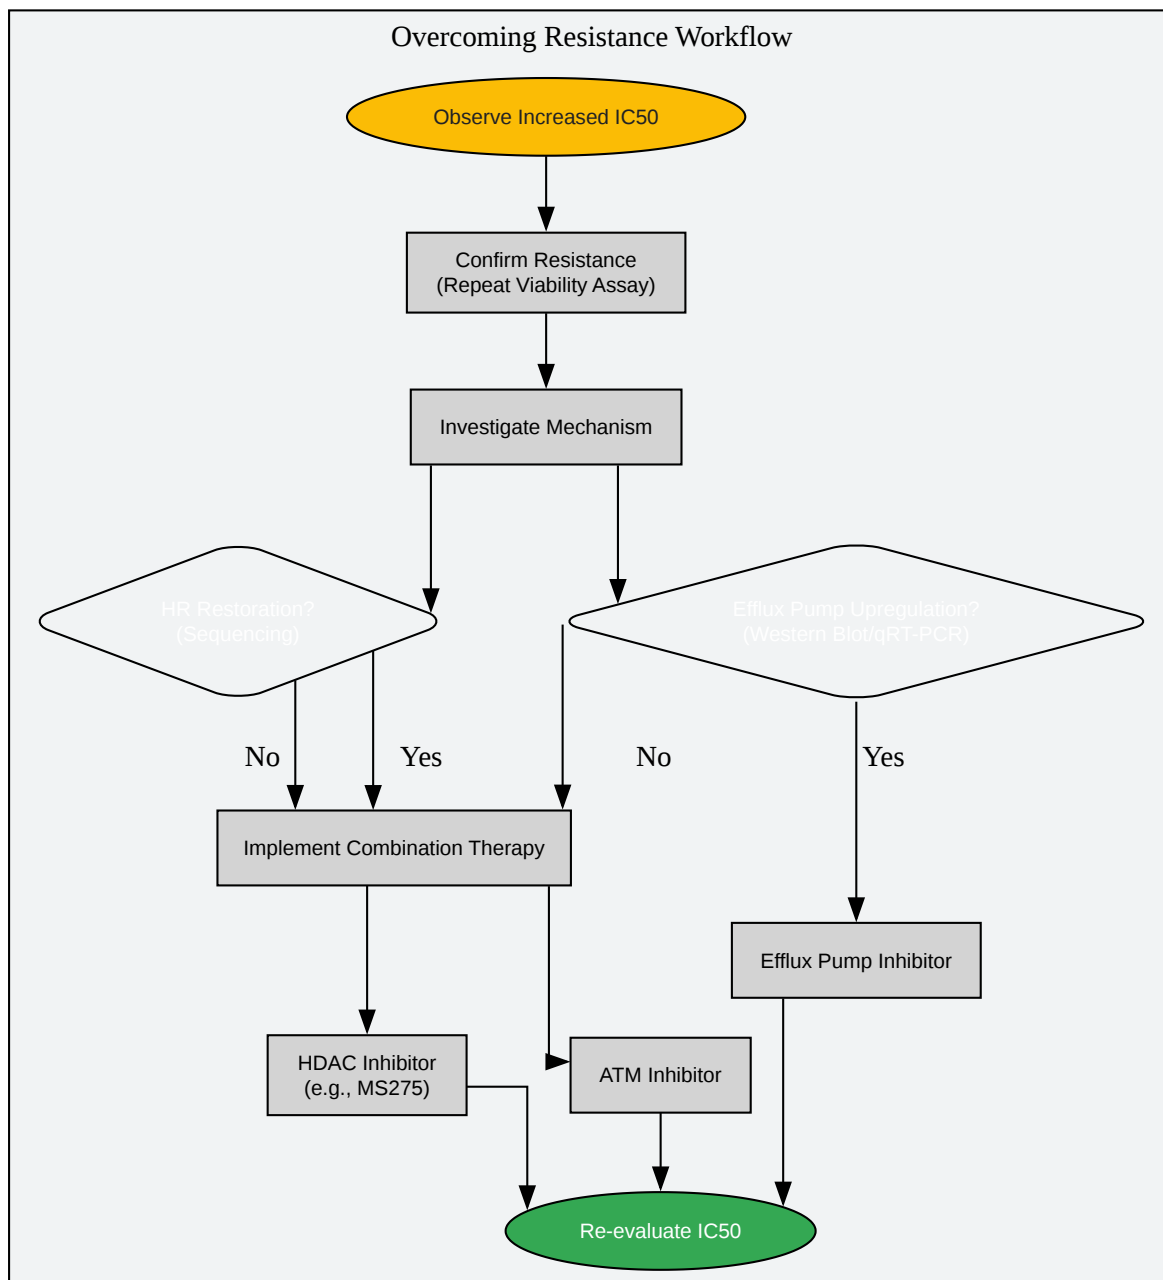 Overcoming Resistance Workflow
Observe Increased IC50
Confirm Resistance
(Repeat Viability Assay)
Investigate Mechanism
HR Restoration?
(Sequencing)
Efflux Pump Upregulation?
(Western Blot/qRT-PCR)
No
Yes
No
Yes
Implement Combination Therapy
Efflux Pump Inhibitor
HDAC Inhibitor
(e.g., MS275)
ATM Inhibitor
Re-evaluate IC50